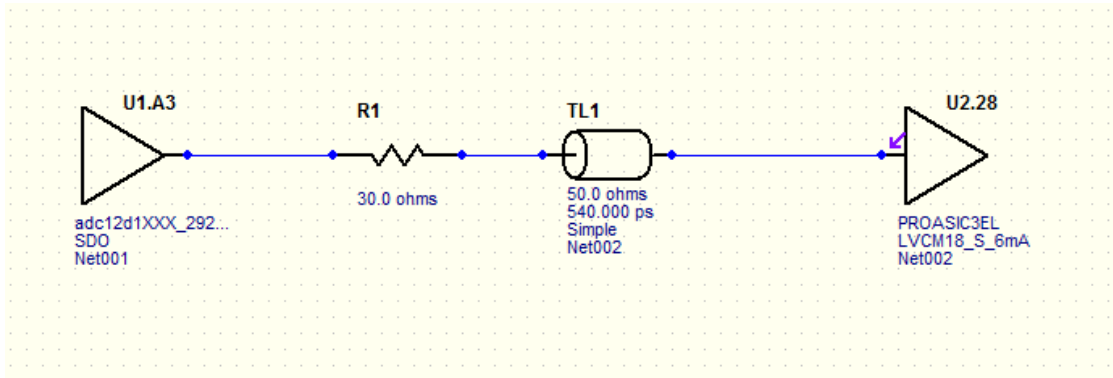 U1.A3
R1
TL1
U2.28
adc12d1XXX_292...
SDO
Net001
30.0 ohms
50.0 ohms
540.000 ps
Simple
Net002
PROASIC3EL
LVCM18_S_6mA
Net002